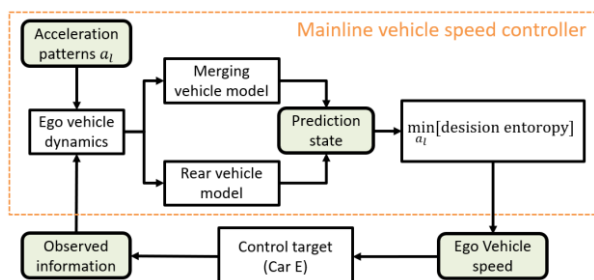 Mainline vehicle speed controller
Acceleration
patterns a_l
Merging
vehicle model
Ego vehicle
dynamics
Prediction
state
min[desision entoropy]
a_l
Rear vehicle
model
Observed
information
Control target
(Car E)
Ego Vehicle
speed